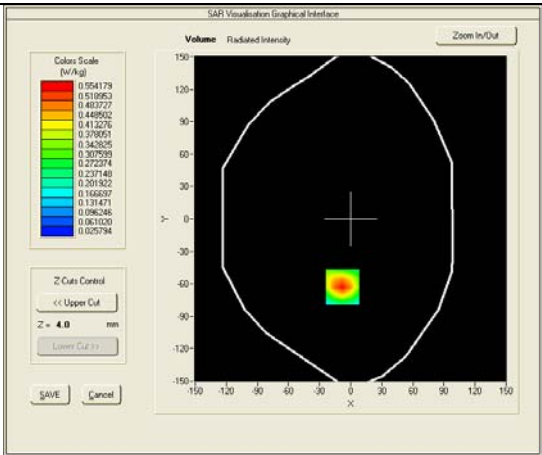 SAR Visualisation Graphical Interface
Volume Radiated Intensity
Zoom In/Out
Colors Scale
(W/kg)
0.554179
0.518953
0.483727
0.448502
0.413276
0.378051
0.342825
0.307599
0.272374
0.237148
0.201922
0.166697
0.131471
0.096246
0.061020
0.025794
Z Cuts Control
<< Upper Cut
Z = 4.0 mm
Lower Cut >>
SAVE
Cancel
150
120
90
60
30
0
-30
-60
-90
-120
-150
Y
-150 -120 -90 -60 -30 0 30 60 90 120 150
X